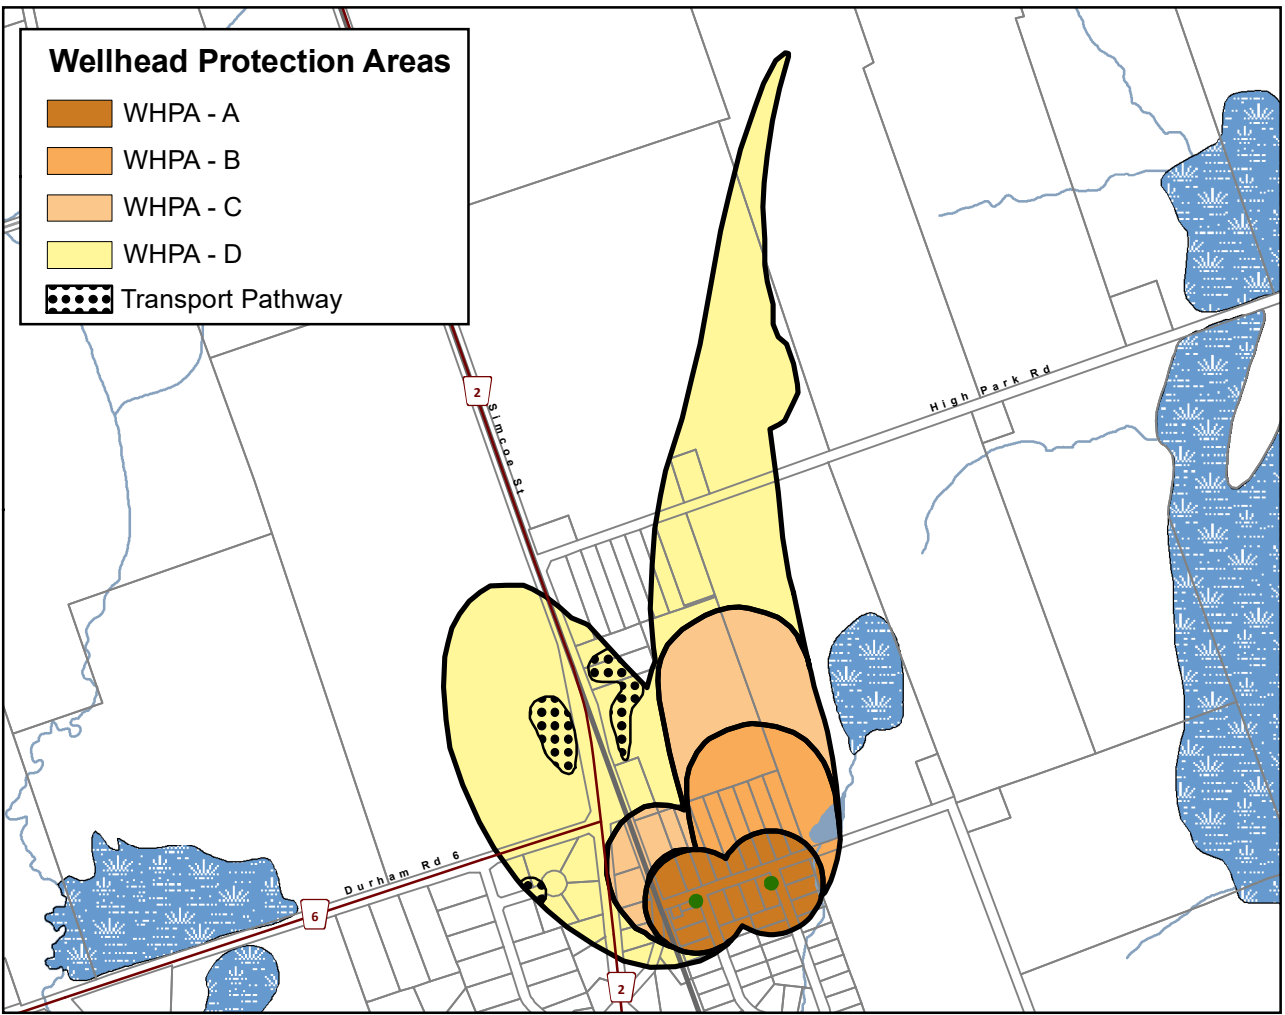 Wellhead Protection Areas
WHPA - A
WHPA - B
WHPA - C
WHPA - D
Transport Pathway
2
Simcoe St
High Park Rd
Durham Rd 6
6
2